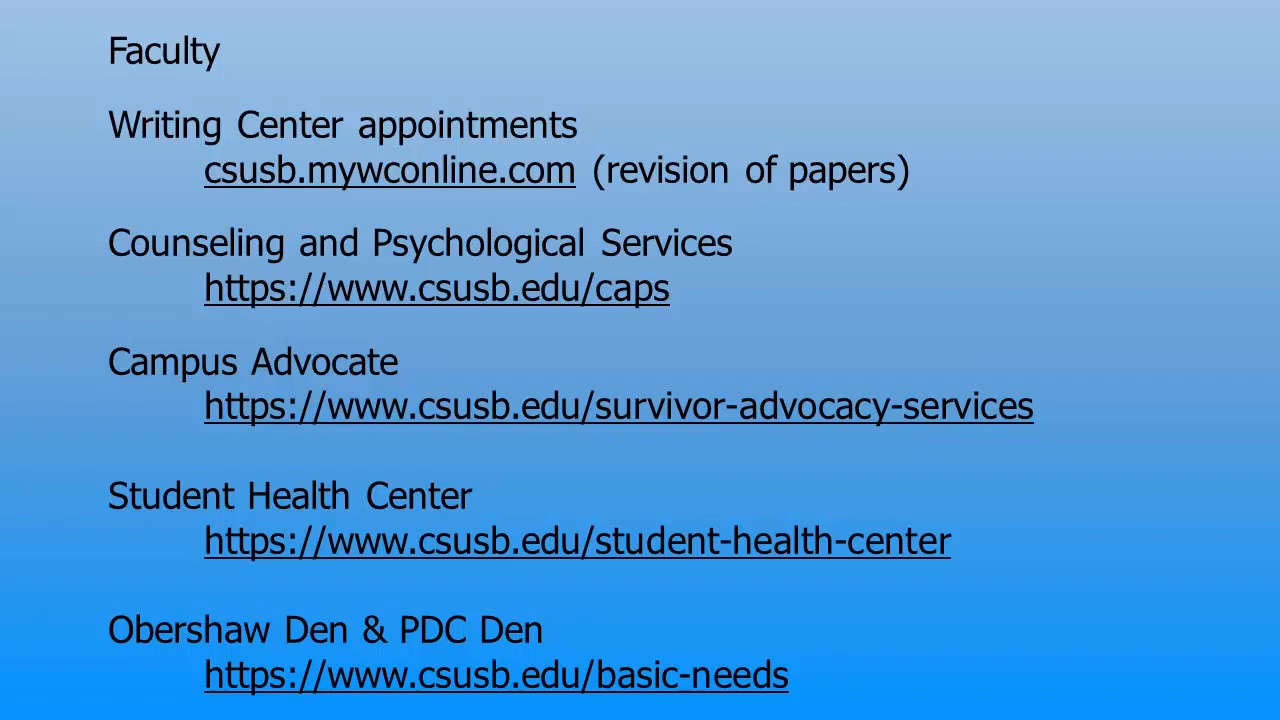 Faculty
Writing Center appointments
csusb.mywconline.com (revision of papers)
Counseling and Psychological Services
https://www.csusb.edu/caps
Campus Advocate
https://www.csusb.edu/survivor-advocacy-services
Student Health Center
https://www.csusb.edu/student-health-center
Obershaw Den & PDC Den
https://www.csusb.edu/basic-needs